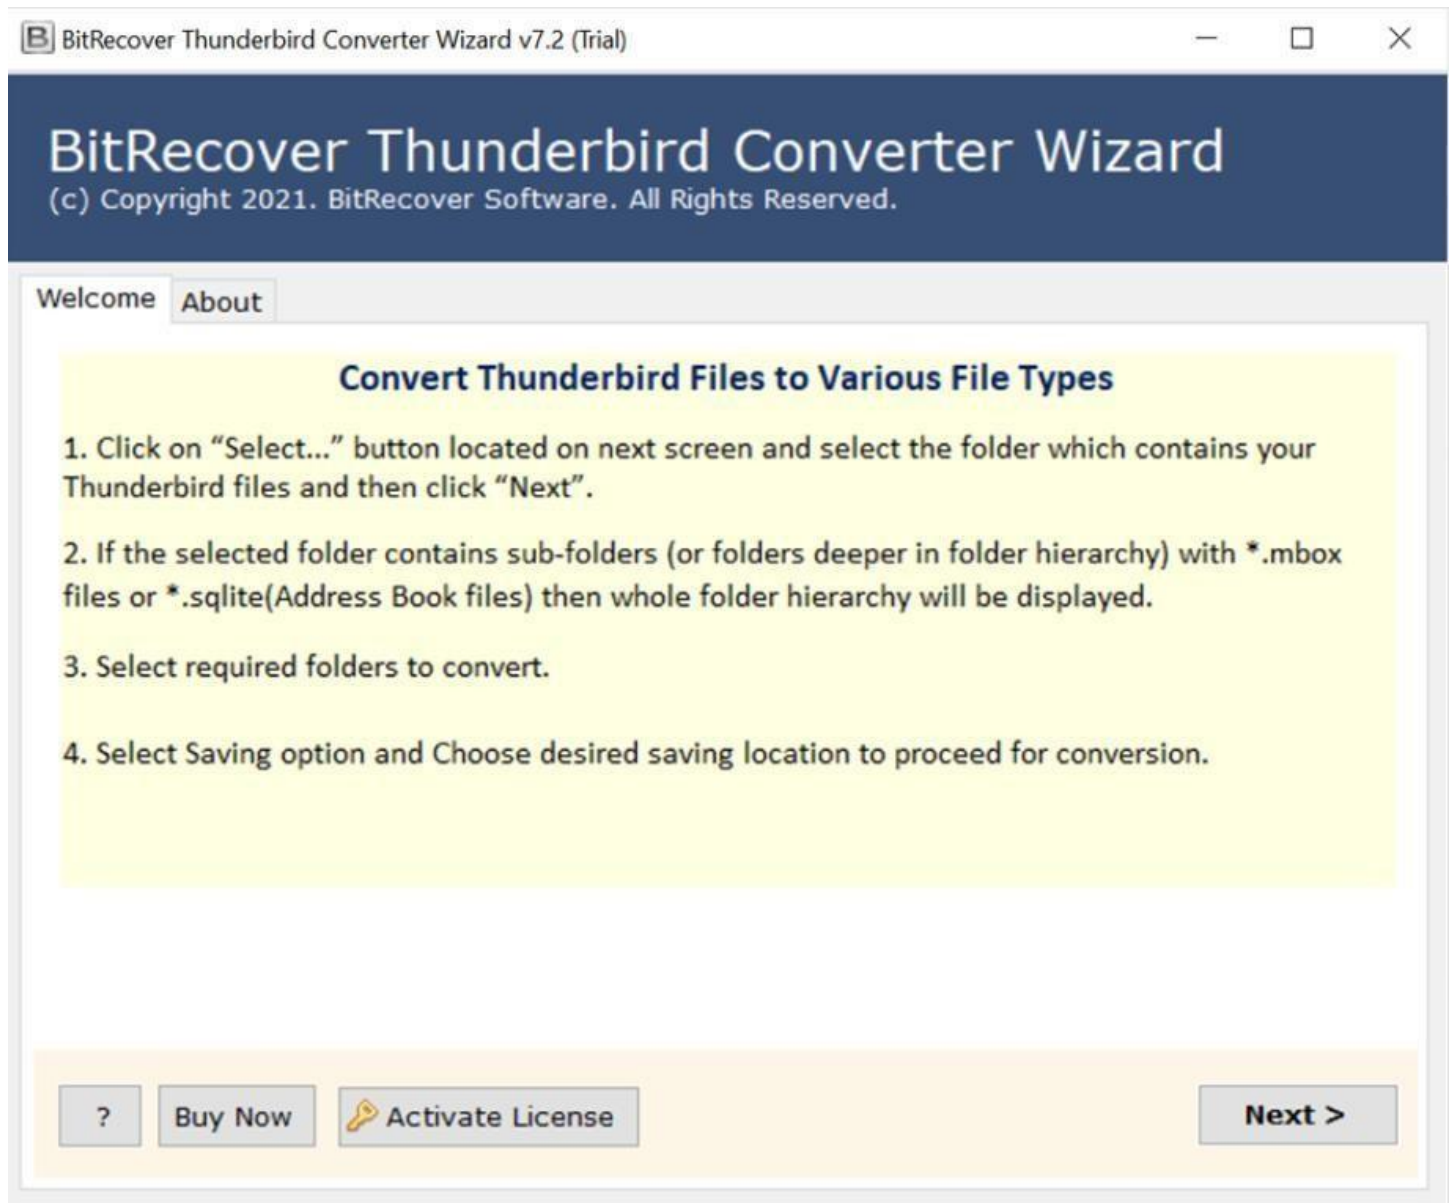 BitRecover Thunderbird Converter Wizard v7.2 (Trial)
BitRecover Thunderbird Converter Wizard
(c) Copyright 2021. BitRecover Software. All Rights Reserved.
Welcome
About
Convert Thunderbird Files to Various File Types
1. Click on “Select...” button located on next screen and select the folder which contains your
Thunderbird files and then click “Next”.
2. If the selected folder contains sub-folders (or folders deeper in folder hierarchy) with *.mbox
files or *.sqlite(Address Book files) then whole folder hierarchy will be displayed.
3. Select required folders to convert.
4. Select Saving option and Choose desired saving location to proceed for conversion.
?
Buy Now
Activate License
Next >